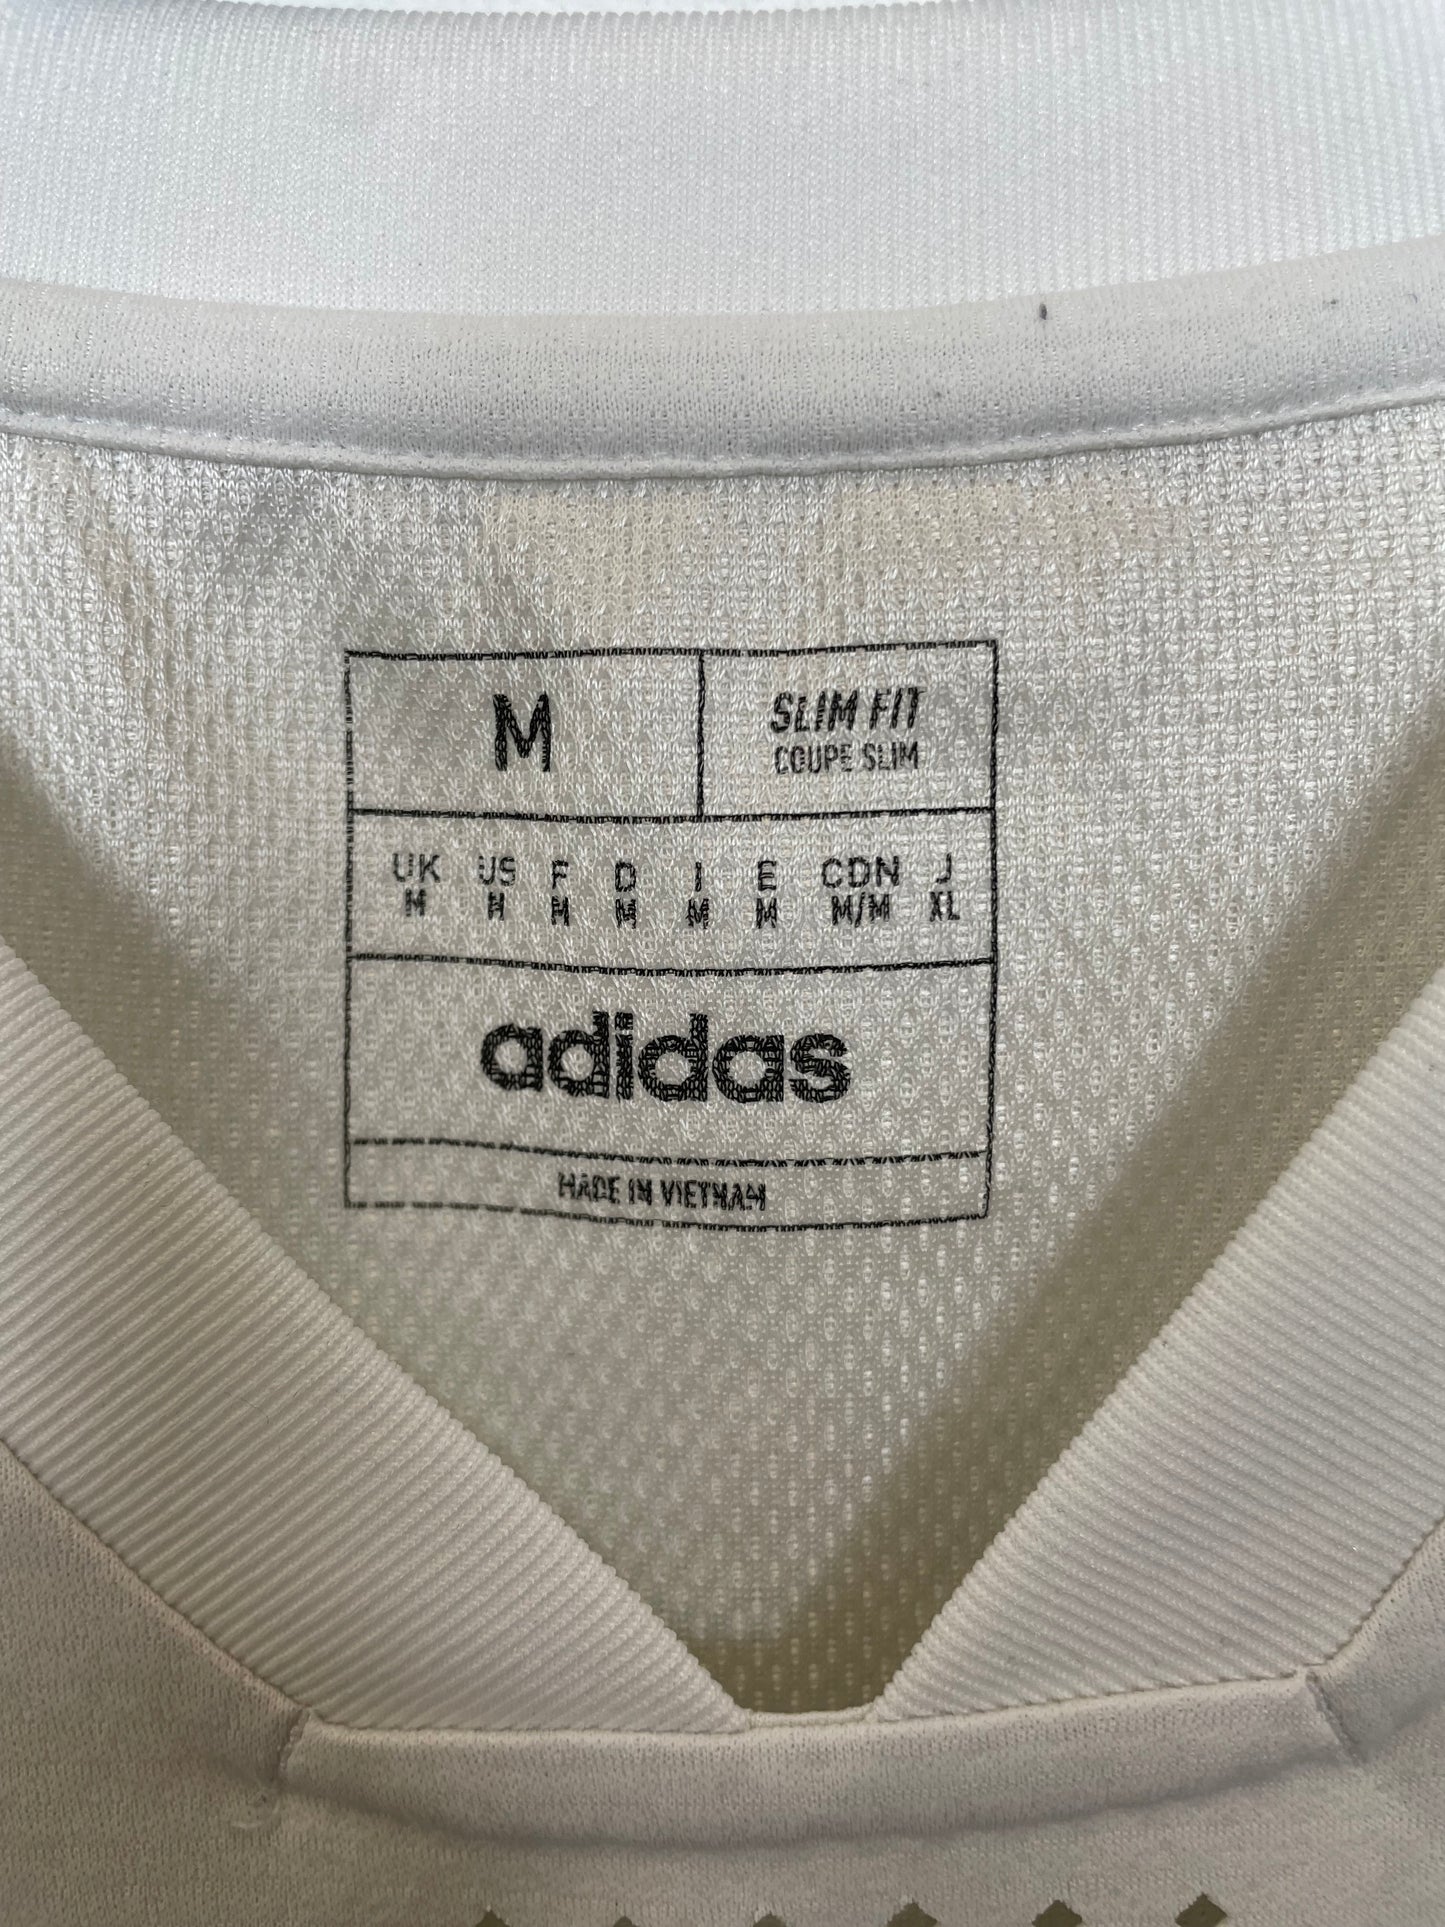 M
SLIM FIT
COUPE SLIM
UK US F D I E CDN J
M M M M M M M/M XL
adidas
MADE IN VIETNAM